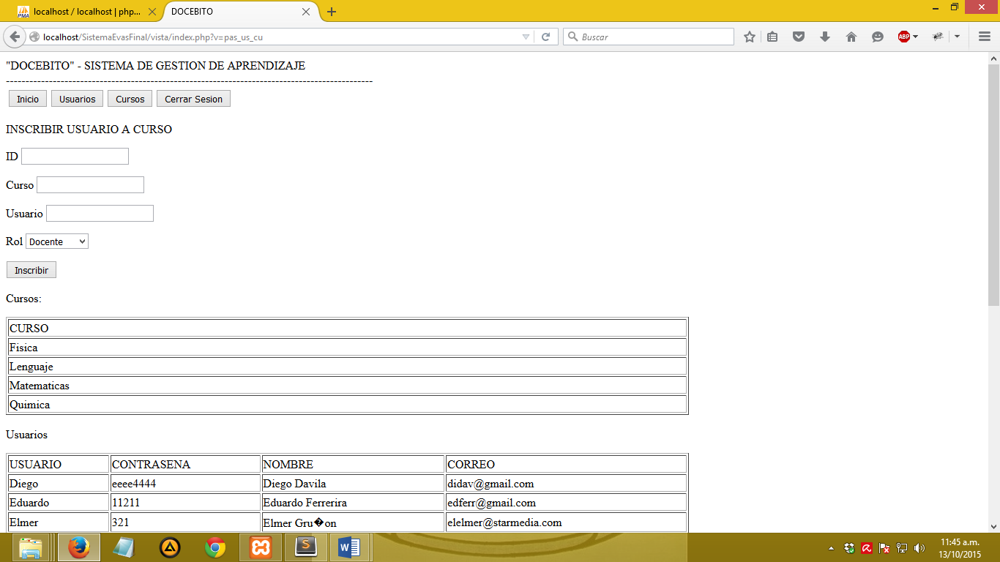 localhost / localhost | php...
DOCEBITO
localhost/SistemaEvasFinal/vista/index.php?v=pas_us_cu
Buscar
ABP
"DOCEBITO" - SISTEMA DE GESTION DE APRENDIZAJE
----------------------------------------------------------------------------------------------------
Inicio Usuarios Cursos Cerrar Sesion
INSCRIBIR USUARIO A CURSO
ID
Curso
Usuario
Rol Docente
Inscribir
Cursos:
CURSO
Fisica
Lenguaje
Matematicas
Quimica
Usuarios
USUARIO CONTRASENA NOMBRE CORREO
Diego eeee4444 Diego Davila didav@gmail.com
Eduardo 11211 Eduardo Ferrerira edferr@gmail.com
Elmer 321 Elmer Gru�on elelmer@starmedia.com
11:45 a.m.
13/10/2015